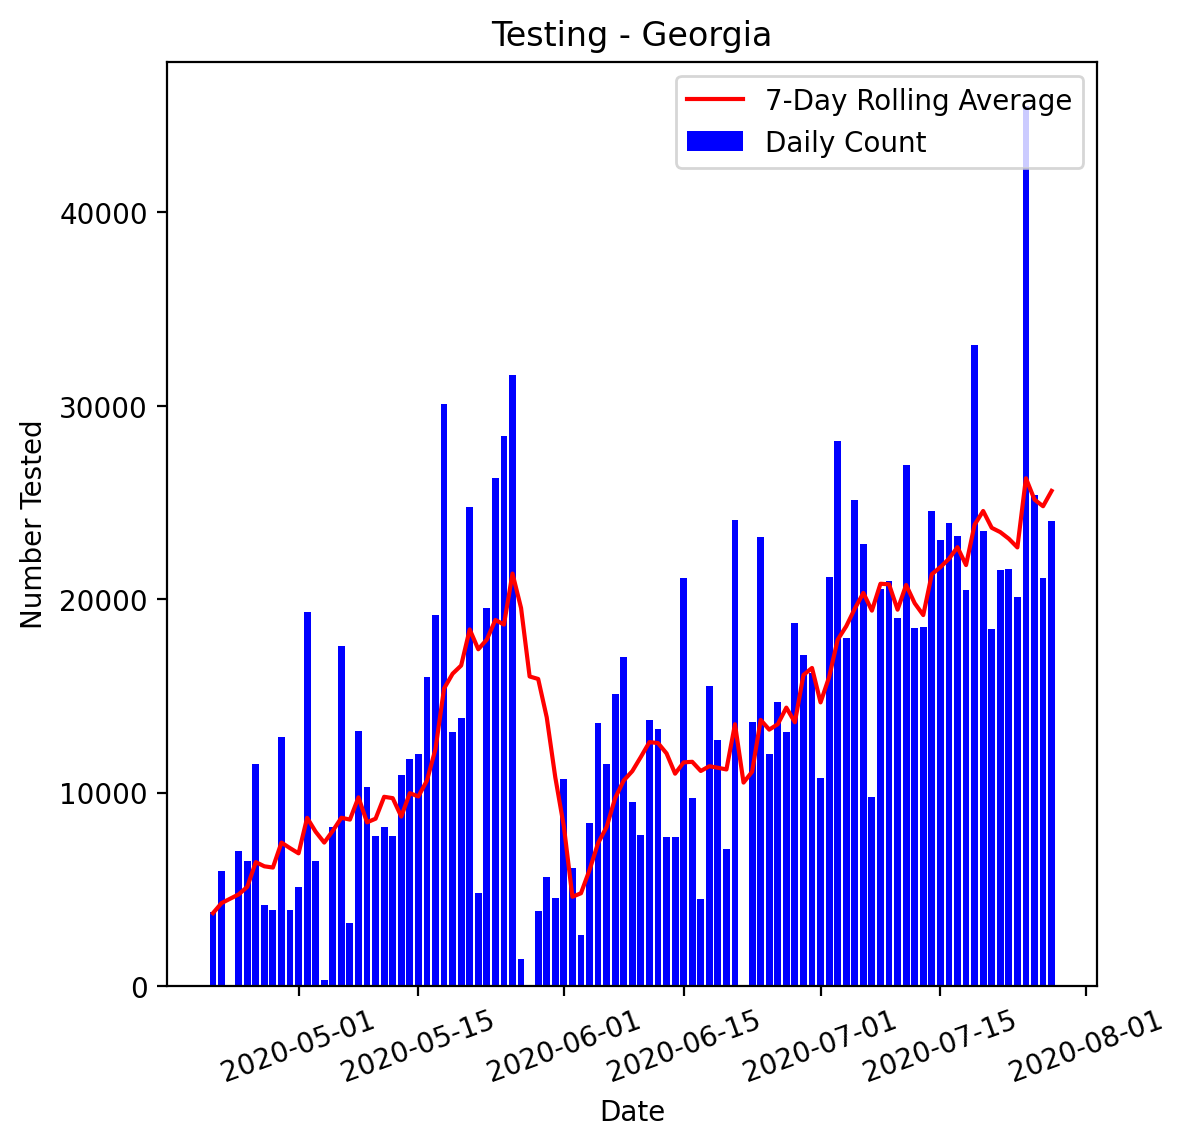 Testing - Georgia
7-Day Rolling Average
Daily Count
Number Tested
40000
30000
20000
10000
0
2020-05-01
2020-05-15
2020-06-01
2020-06-15
2020-07-01
2020-07-15
2020-08-01
Date